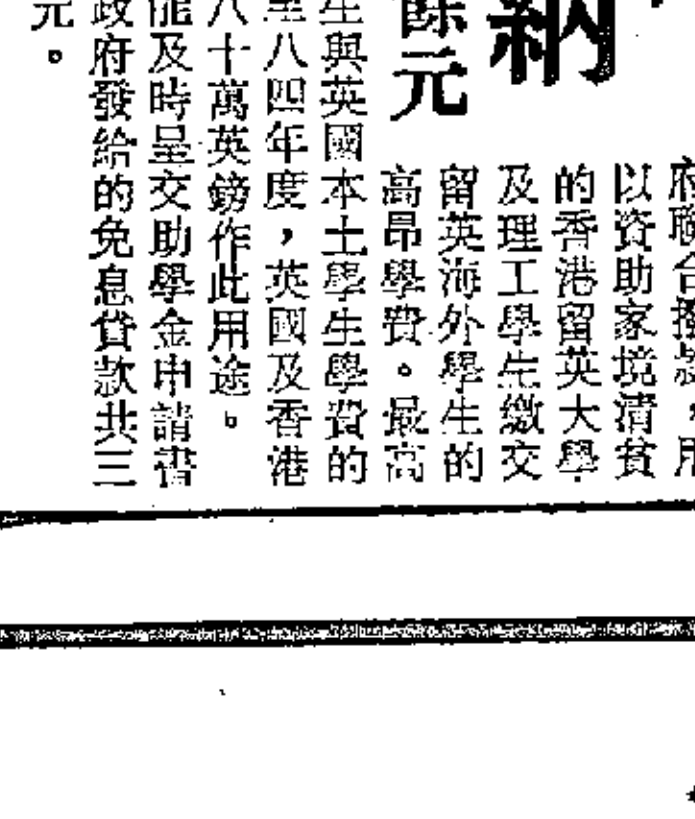 納
餘元
府聯合撥款，用
以資助家境清貧
的香港留英大學
及理工學生繳交
留英海外學生的
高昂學費。最高
生與英國本土學生學費的
至八四年度，英國及香港
八十萬英鎊作此用途。
能及時呈交助學金申請書
政府發給的免息貸款共三
元。